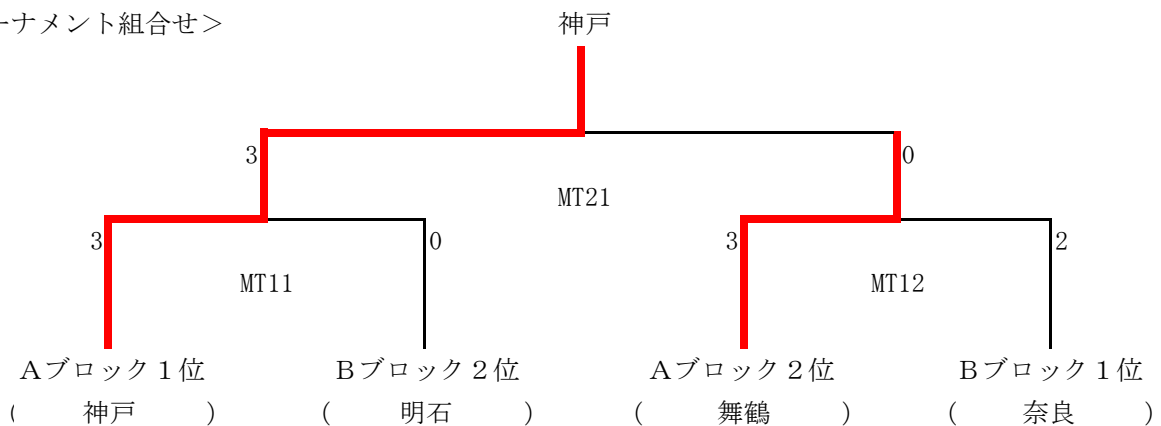 ーナメント組合せ＞ 神戸
3 0
MT21
3 0 3 2
MT11 MT12
Ａブロック１位 Ｂブロック２位 Ａブロック２位 Ｂブロック１位
( 神戸 ) ( 明石 ) ( 舞鶴 ) ( 奈良 )